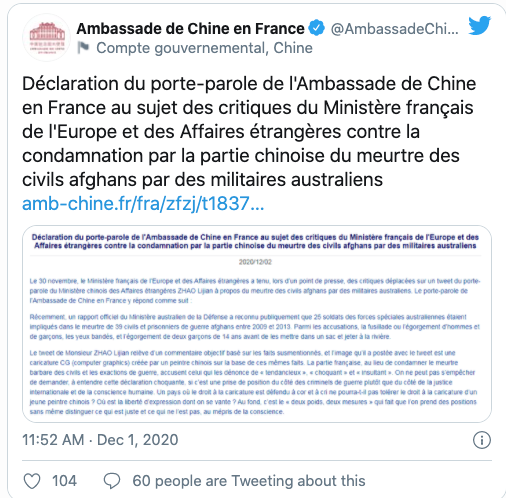 Ambassade de Chine en France @AmbassadeChi...
Compte gouvernemental, Chine
Déclaration du porte-parole de l'Ambassade de Chine
en France au sujet des critiques du Ministère français
de l'Europe et des Affaires étrangères contre la
condamnation par la partie chinoise du meurtre des
civils afghans par des militaires australiens
amb-chine.fr/fra/zfzj/t1837...
Déclaration du porte-parole de l'Ambassade de Chine en France au sujet des critiques du Ministère français de l'Europe et des
Affaires étrangères contre la condamnation par la partie chinoise du meurtre des civils afghans par des militaires australiens
2020/12/02
Le 30 novembre, le Ministère français de l'Europe et des Affaires étrangères a tenu, lors d'un point de presse, des critiques déplacées sur un tweet du porte-
parole du Ministère chinois des Affaires étrangères ZHAO Lijian à propos du meurtre des civils afghans par des militaires australiens. Le porte-parole de
l'Ambassade de Chine en France y répond comme suit :
Récemment, un rapport officiel du Ministère australien de la Défense a reconnu publiquement que 25 soldats des forces spéciales australiennes étaient
impliqués dans le meurtre de 39 civils et prisonniers de guerre afghans entre 2009 et 2013. Parmi les accusations, la fusillade ou l'égorgement d'hommes et
de garçons, les yeux bandés, et l'égorgement de deux garçons de 14 ans avant de les mettre dans un sac et jeter à la rivière.
Le tweet de Monsieur ZHAO Lijian relève d'un commentaire objectif basé sur les faits susmentionnés, et l'image qu'il a postée avec le tweet est une
caricature CG (computer graphics) créée par un peintre chinois sur la base de ces mêmes faits. La partie française, au lieu de condamner le meurtre
barbare des civils et les exactions de guerre, accusent celui qui les dénonce de « tendancieux », « choquant » et « insultant ». On ne peut pas s'empêcher
de demander, à entendre cette déclaration choquante, si c'est une prise de position du côté des criminels de guerre plutôt que du côté de la justice
internationale et de la conscience humaine. Un pays où le droit à la caricature est défendu à cor et à cri ne pourra-t-il pas tolérer le droit à la caricature d'un
jeune peintre chinois ? Où est la liberté d'expression dont on se vante ? Au fond, c'est le « deux poids, deux mesures » qui fait que l'on prend des positions
sans même distinguer ce qui est juste et ce qui ne l'est pas, au mépris de la conscience.
11:52 AM · Dec 1, 2020
104 60 people are Tweeting about this